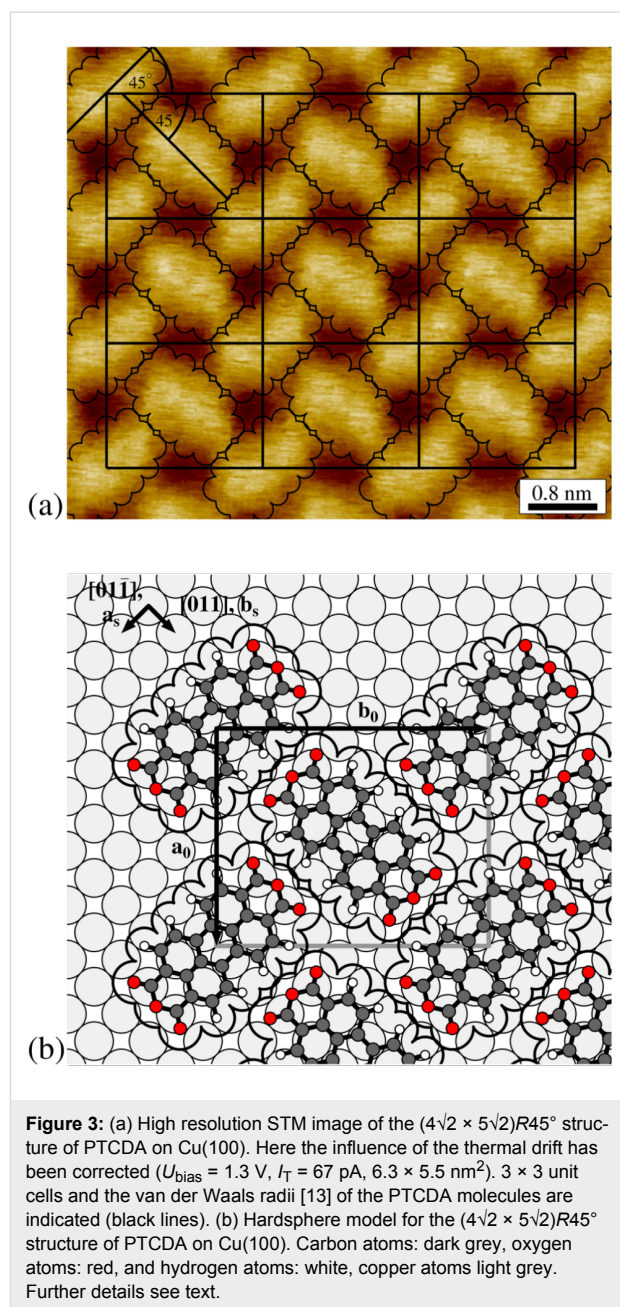 45°
45°
(a)
0.8 nm
[011̄],
a_s
[011], b_s
b₀
a₀
(b)
Figure 3: (a) High resolution STM image of the (4√2 × 5√2)R45° struc-
ture of PTCDA on Cu(100). Here the influence of the thermal drift has
been corrected (U_bias = 1.3 V, I_T = 67 pA, 6.3 × 5.5 nm²). 3 × 3 unit
cells and the van der Waals radii [13] of the PTCDA molecules are
indicated (black lines). (b) Hardsphere model for the (4√2 × 5√2)R45°
structure of PTCDA on Cu(100). Carbon atoms: dark grey, oxygen
atoms: red, and hydrogen atoms: white, copper atoms light grey.
Further details see text.